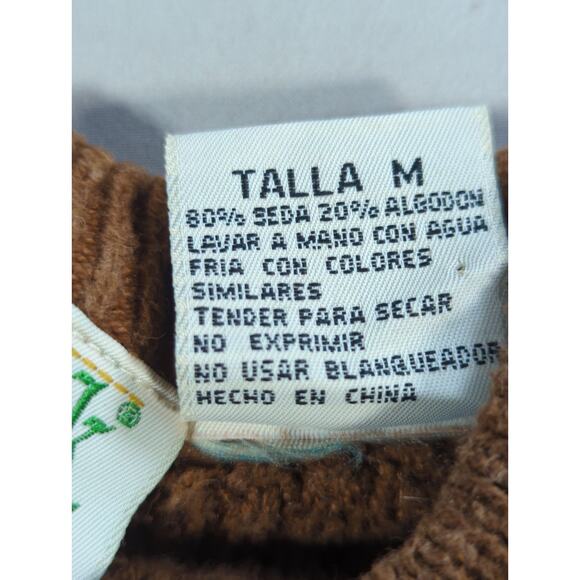 TALLA M
80% SEDA 20% ALGODON
LAVAR A MANO CON AGUA
FRIA CON COLORES
SIMILARES
TENDER PARA SECAR
NO EXPRIMIR
NO USAR BLANQUEADOR
HECHO EN CHINA